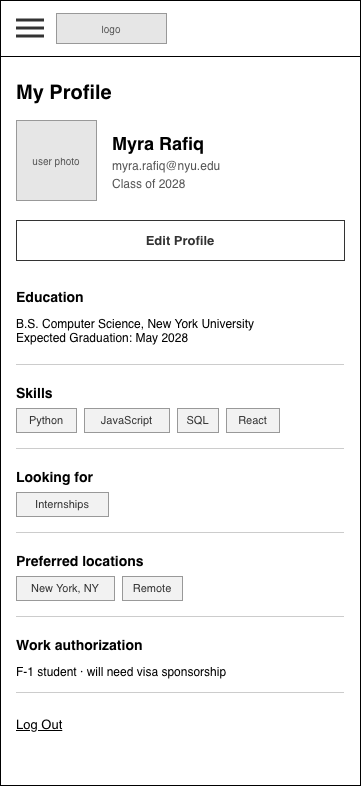 logo
My Profile
user photo
Myra Rafiq
myra.rafiq@nyu.edu
Class of 2028
Edit Profile
Education
B.S. Computer Science, New York University
Expected Graduation: May 2028
Skills
Python JavaScript SQL React
Looking for
Internships
Preferred locations
New York, NY Remote
Work authorization
F-1 student · will need visa sponsorship
Log Out